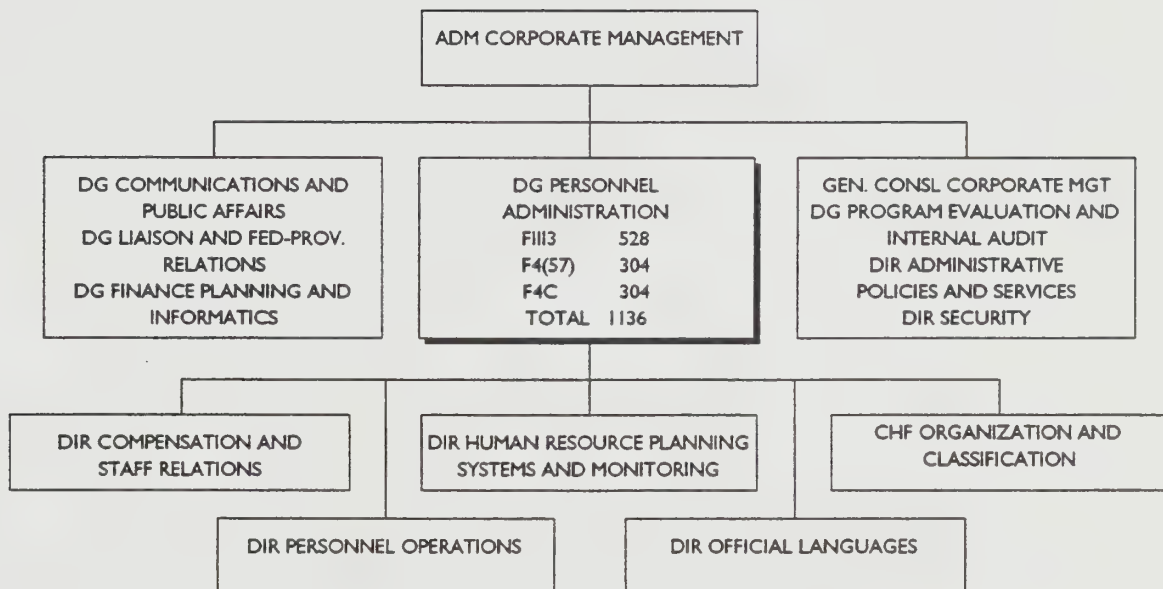 ADM CORPORATE MANAGEMENT
DG COMMUNICATIONS AND
PUBLIC AFFAIRS
DG LIAISON AND FED-PROV.
RELATIONS
DG FINANCE PLANNING AND
INFORMATICS
DG PERSONNEL
ADMINISTRATION
FIII3 528
F4(57) 304
F4C 304
TOTAL 1136
GEN. CONSL CORPORATE MGT
DG PROGRAM EVALUATION AND
INTERNAL AUDIT
DIR ADMINISTRATIVE
POLICIES AND SERVICES
DIR SECURITY
DIR COMPENSATION AND
STAFF RELATIONS
DIR HUMAN RESOURCE PLANNING
SYSTEMS AND MONITORING
CHF ORGANIZATION AND
CLASSIFICATION
DIR PERSONNEL OPERATIONS
DIR OFFICIAL LANGUAGES